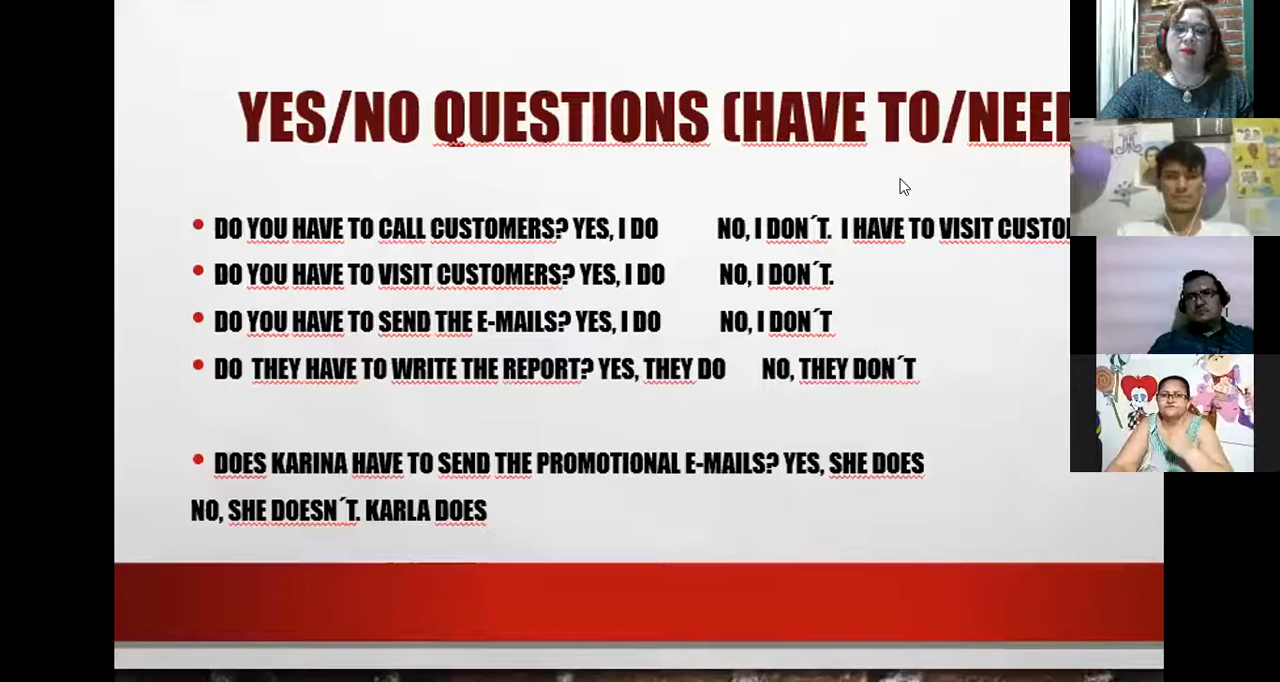 YES/NO QUESTIONS (HAVE TO/
• DO YOU HAVE TO CALL CUSTOMERS? YES, I DO NO, I DON´T. I HAVE TO VISIT
• DO YOU HAVE TO VISIT CUSTOMERS? YES, I DO NO, I DON´T.
• DO YOU HAVE TO SEND THE E-MAILS? YES, I DO NO, I DON´T
• DO THEY HAVE TO WRITE THE REPORT? YES, THEY DO NO, THEY DON´T
• DOES KARINA HAVE TO SEND THE PROMOTIONAL E-MAILS? YES, SHE DOES
NO, SHE DOESN´T. KARLA DOES